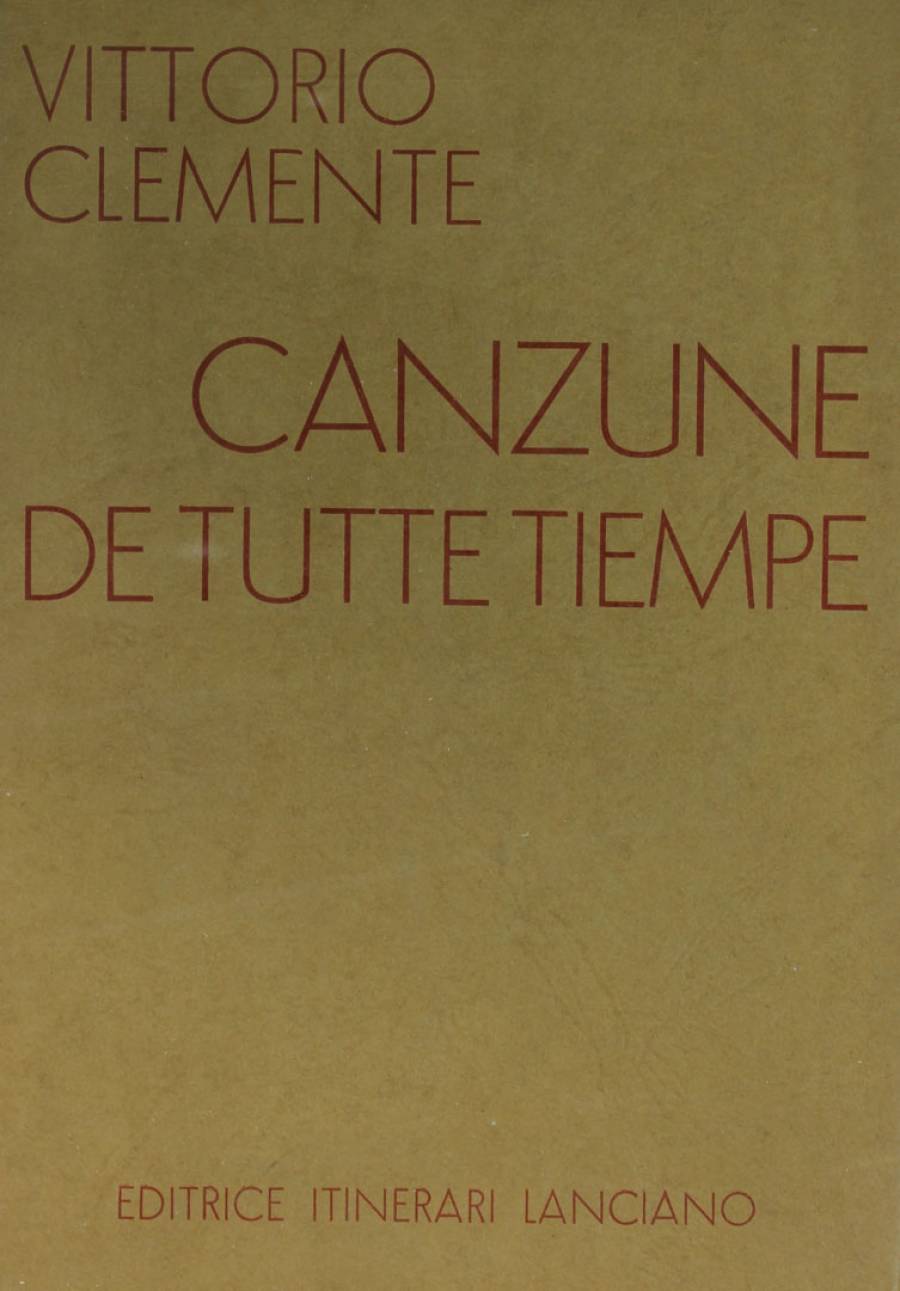 VITTORIO
CLEMENTE
CANZUNE
DE TUTTE TIEMPE
EDITRICE ITINERARI LANCIANO